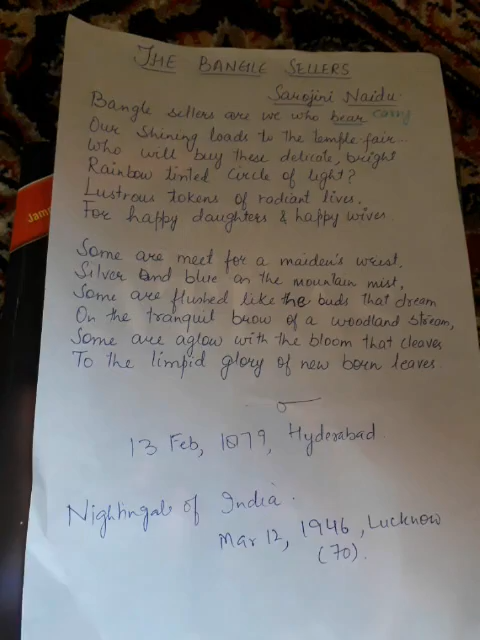 THE BANGLE SELLERS
Sarojini Naidu
Bangle sellers are we who bear carry
Our shining loads to the temple fair...
Who will buy these delicate, bright
Rainbow tinted circle of light?
Lustrous tokens of radiant lives.
For happy daughters & happy wives.
Some are meet for a maiden's wrist,
Silver and blue as the mountain mist,
Some are flushed like the buds that dream
On the tranquil brow of a woodland stream,
Some are aglow with the bloom that cleaves
To the limpid glory of new born leaves.
13 Feb, 1879, Hyderabad.
Nightingale of India.
Mar 12, 1946, Lucknow
(70).
Jame